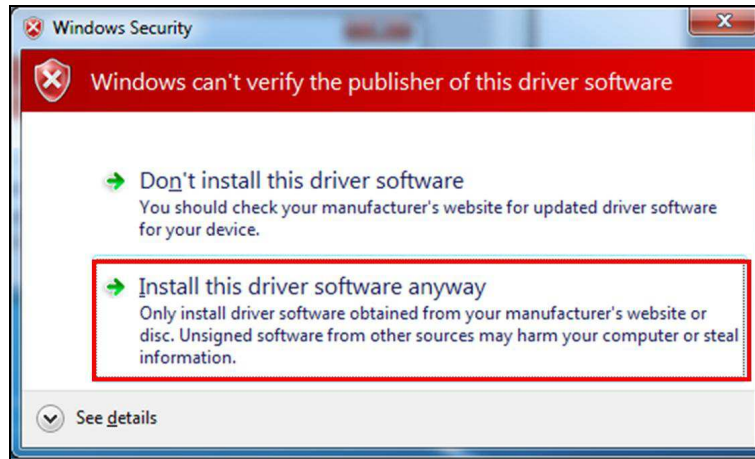 Windows Security
Windows can't verify the publisher of this driver software
Don't install this driver software
You should check your manufacturer's website for updated driver software
for your device.
Install this driver software anyway
Only install driver software obtained from your manufacturer's website or
disc. Unsigned software from other sources may harm your computer or steal
information.
See details